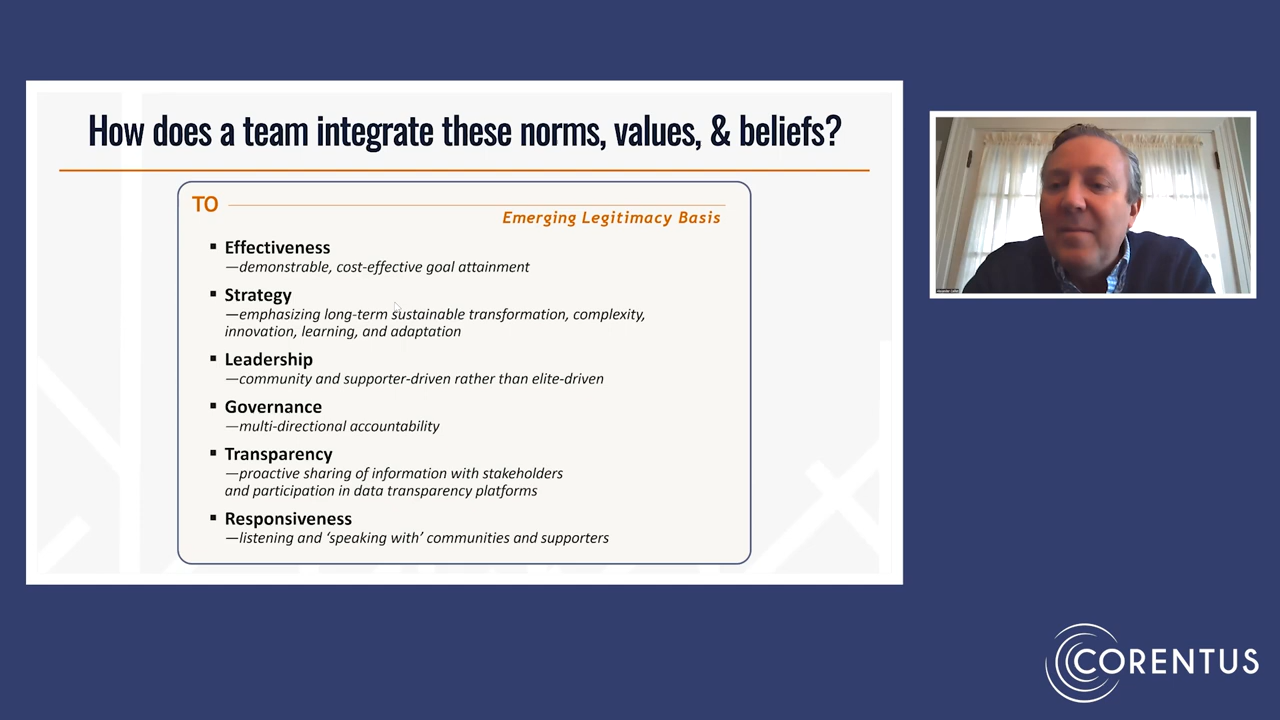 How does a team integrate these norms, values, & beliefs?
TO
Emerging Legitimacy Basis
▪ Effectiveness
—demonstrable, cost-effective goal attainment
▪ Strategy
—emphasizing long-term sustainable transformation, complexity,
innovation, learning, and adaptation
▪ Leadership
—community and supporter-driven rather than elite-driven
▪ Governance
—multi-directional accountability
▪ Transparency
—proactive sharing of information with stakeholders
and participation in data transparency platforms
▪ Responsiveness
—listening and ‘speaking with’ communities and supporters
CORENTUS